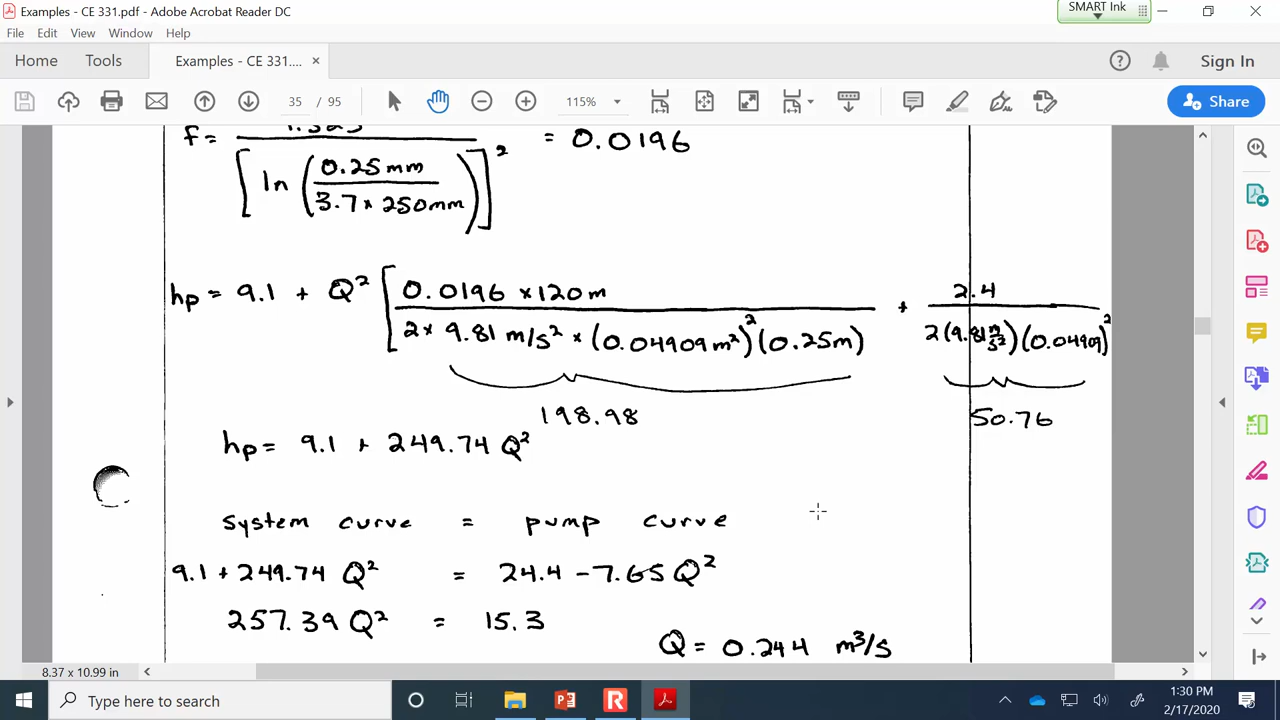 Examples - CE 331.pdf - Adobe Acrobat Reader DC
SMART Ink
File Edit View Window Help
Home Tools Examples - CE 331.... × Sign In
35 / 95 115% Share
f = 1.325 / [ln (0.25mm / 3.7 × 250mm)]² = 0.0196
hp = 9.1 + Q² [0.0196 × 120m / 2 × 9.81 m/s² × (0.04909m²)² (0.25m) + 2.4 / 2(9.81 m/s²)(0.04909)²
198.98 50.76
hp = 9.1 + 249.74 Q²
system curve = pump curve
9.1 + 249.74 Q² = 24.4 - 7.65 Q²
257.39 Q² = 15.3
Q = 0.244 m³/s
8.37 x 10.99 in
Type here to search
1:30 PM
2/17/2020